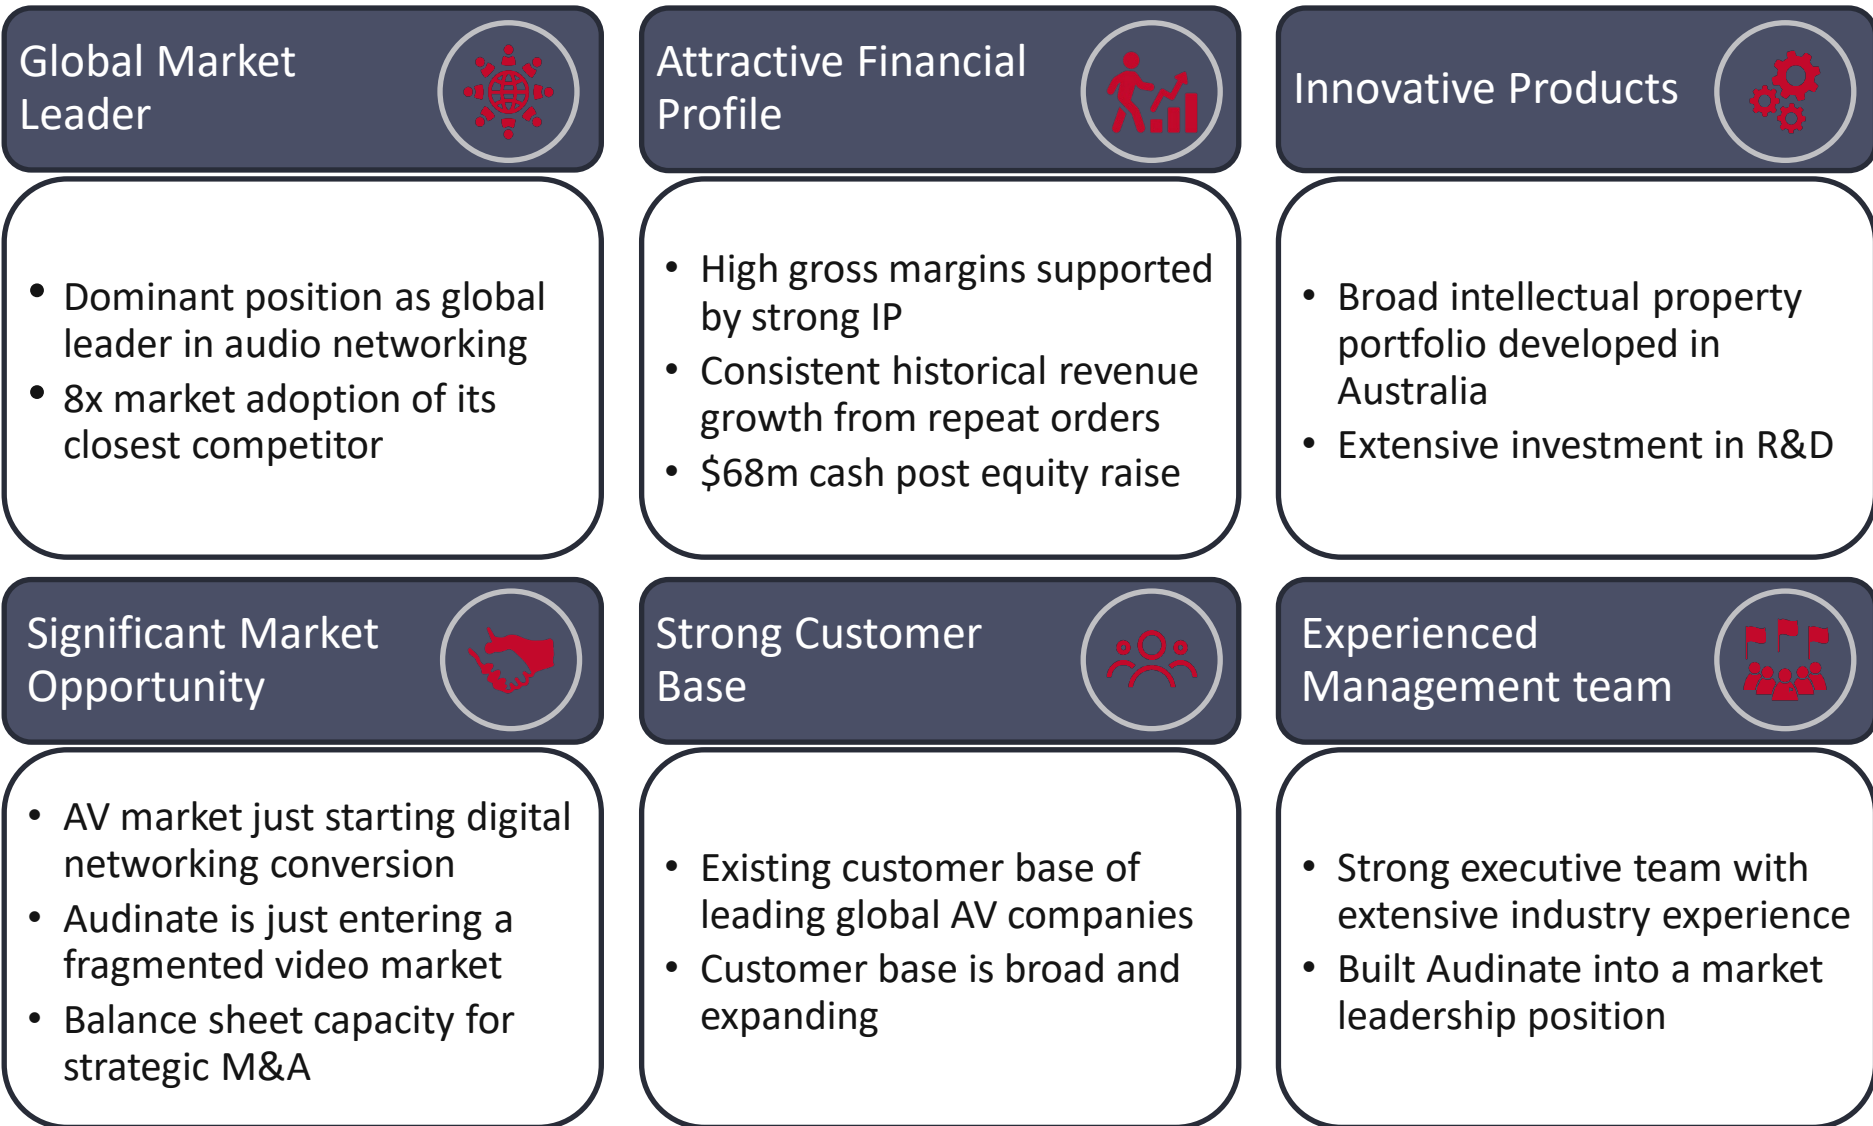 Global Market
Leader
• Dominant position as global
leader in audio networking
• 8x market adoption of its
closest competitor
Attractive Financial
Profile
• High gross margins supported
by strong IP
• Consistent historical revenue
growth from repeat orders
• $68m cash post equity raise
Innovative Products
• Broad intellectual property
portfolio developed in
Australia
• Extensive investment in R&D
Significant Market
Opportunity
• AV market just starting digital
networking conversion
• Audinate is just entering a
fragmented video market
• Balance sheet capacity for
strategic M&A
Strong Customer
Base
• Existing customer base of
leading global AV companies
• Customer base is broad and
expanding
Experienced
Management team
• Strong executive team with
extensive industry experience
• Built Audinate into a market
leadership position